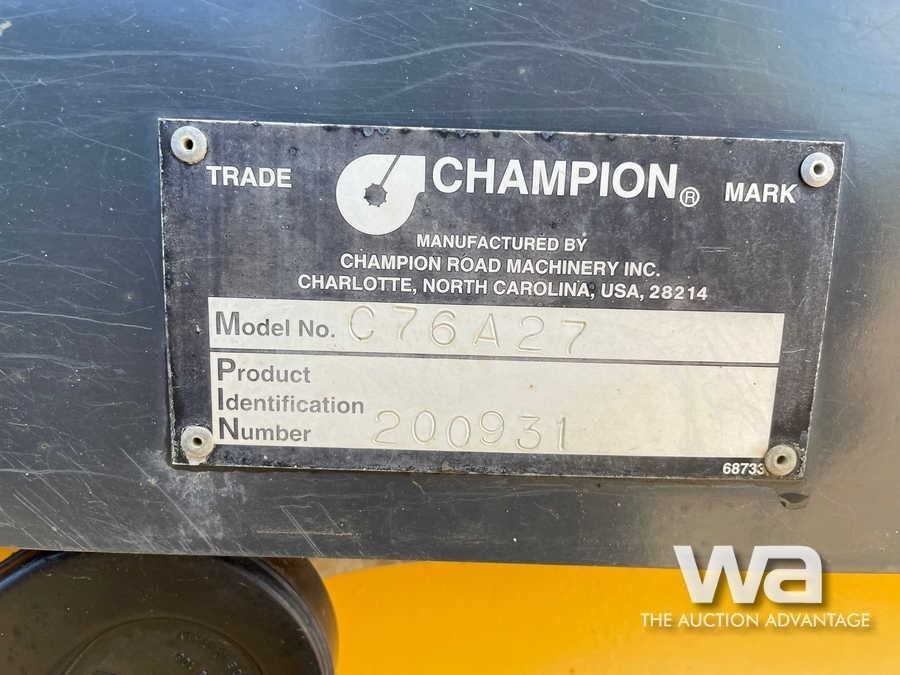 TRADE CHAMPION® MARK
MANUFACTURED BY
CHAMPION ROAD MACHINERY INC.
CHARLOTTE, NORTH CAROLINA, USA, 28214
Model No. C76A27
Product
Identification
Number 200931
68733
wa
THE AUCTION ADVANTAGE